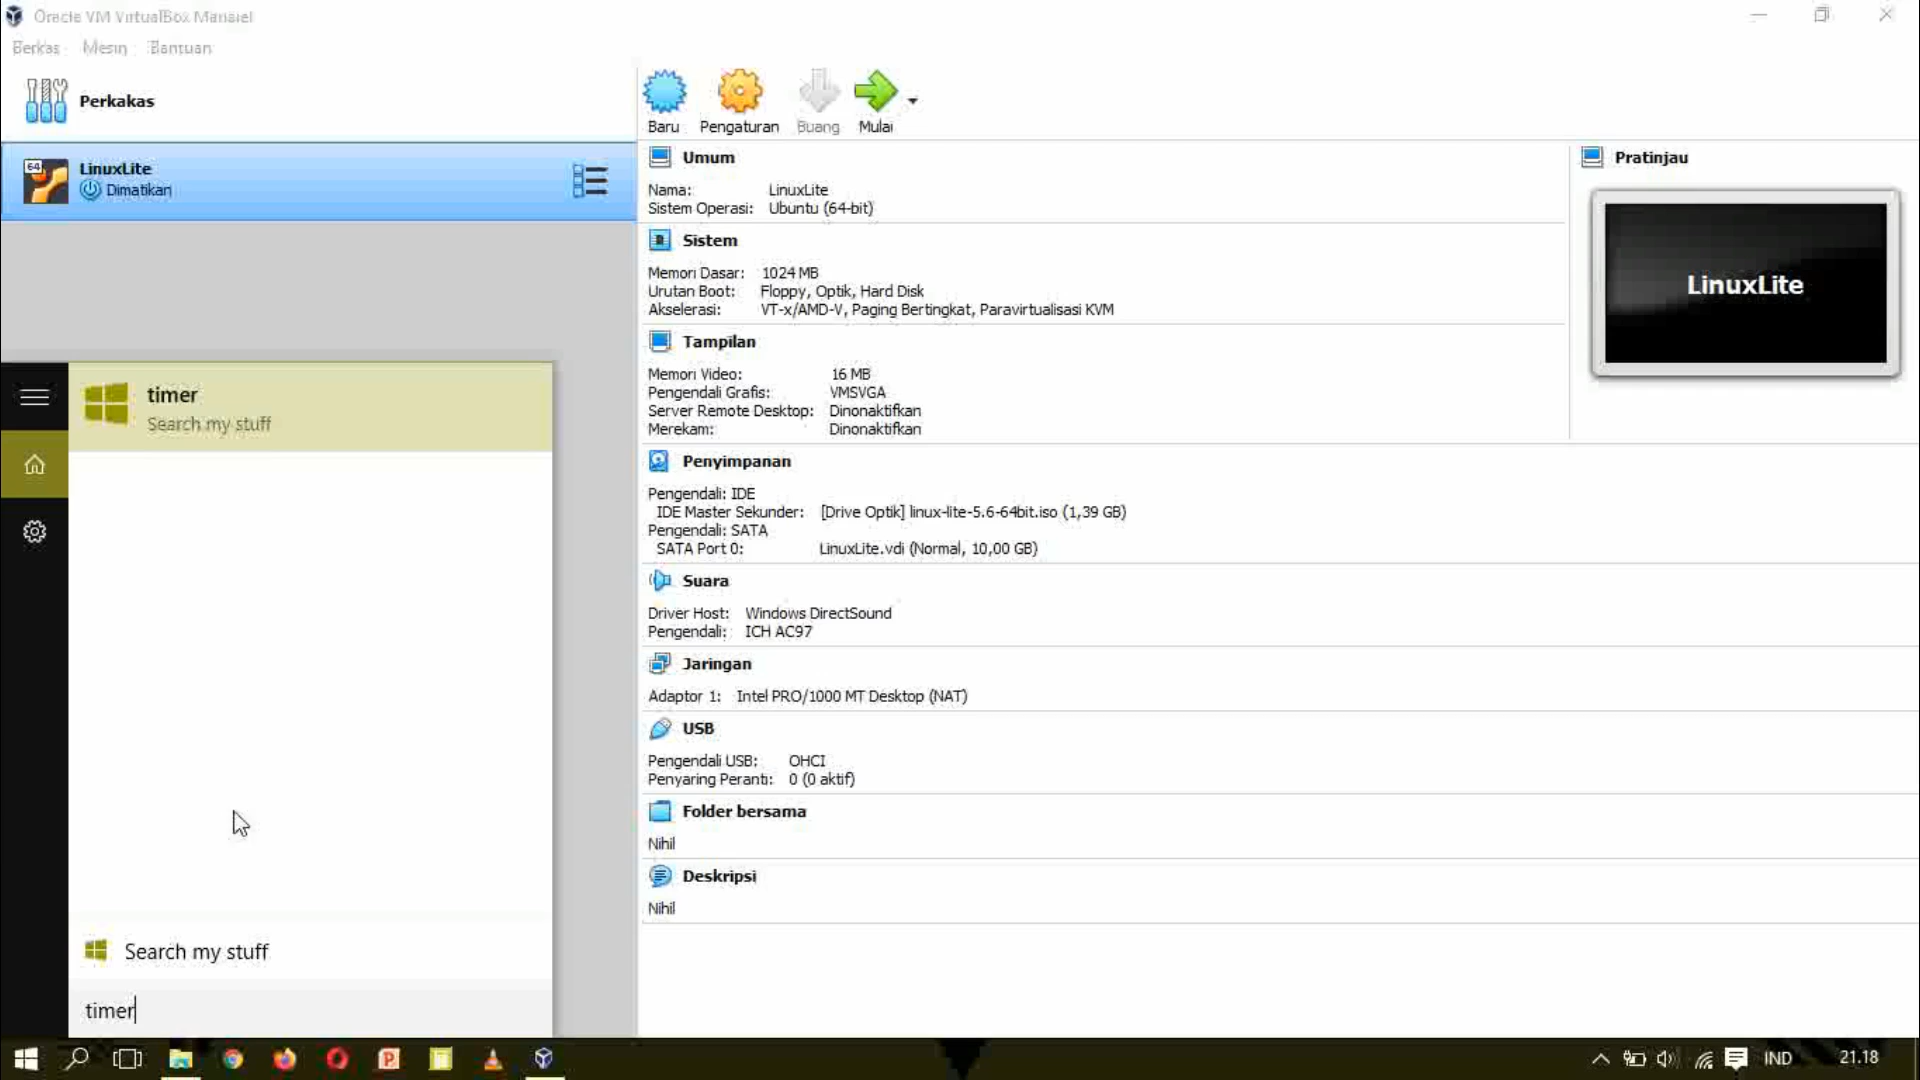 Oracle VM VirtualBox Manajer
Berkas Mesin Bantuan
Perkakas
Baru Pengaturan Buang Mulai
64
LinuxLite
Dimatikan
Umum
Nama: LinuxLite
Sistem Operasi: Ubuntu (64-bit)
Pratinjau
LinuxLite
Sistem
Memori Dasar: 1024 MB
Urutan Boot: Floppy, Optik, Hard Disk
Akselerasi: VT-x/AMD-V, Paging Bertingkat, Paravirtualisasi KVM
Tampilan
Memori Video: 16 MB
Pengendali Grafis: VMSVGA
Server Remote Desktop: Dinonaktifkan
Merekam: Dinonaktifkan
Penyimpanan
Pengendali: IDE
IDE Master Sekunder: [Drive Optik] linux-lite-5.6-64bit.iso (1,39 GB)
Pengendali: SATA
SATA Port 0: LinuxLite.vdi (Normal, 10,00 GB)
Suara
Driver Host: Windows DirectSound
Pengendali: ICH AC97
Jaringan
Adaptor 1: Intel PRO/1000 MT Desktop (NAT)
USB
Pengendali USB: OHCI
Penyaring Peranti: 0 (0 aktif)
Folder bersama
Nihil
Deskripsi
Nihil
timer
Search my stuff
Search my stuff
timer
IND 21.18